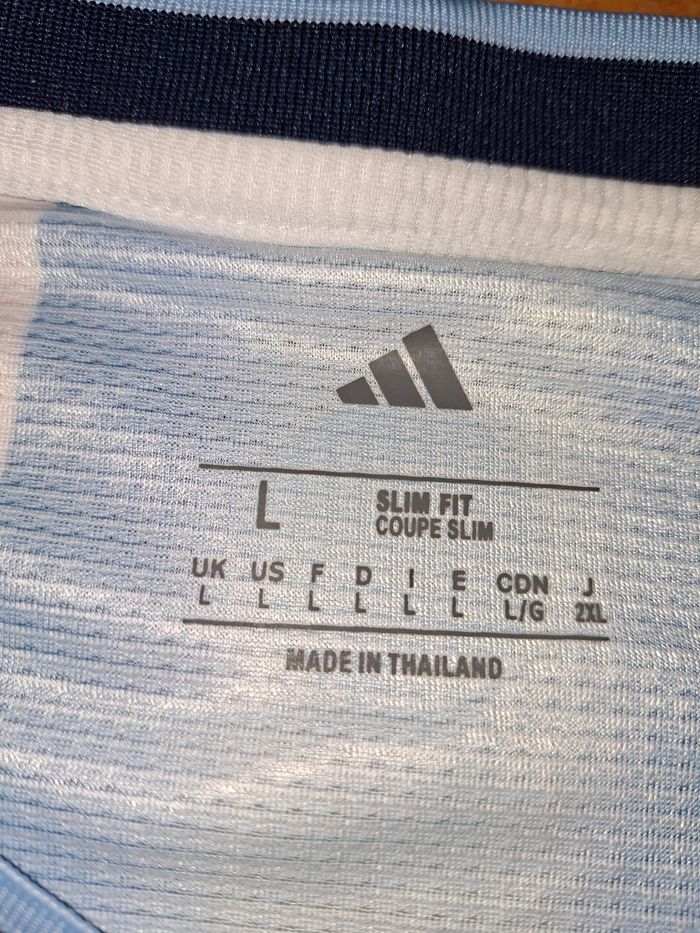 L
SLIM FIT
COUPE SLIM
UK US F D I E CDN J
L L L L L L L/G 2XL
MADE IN THAILAND